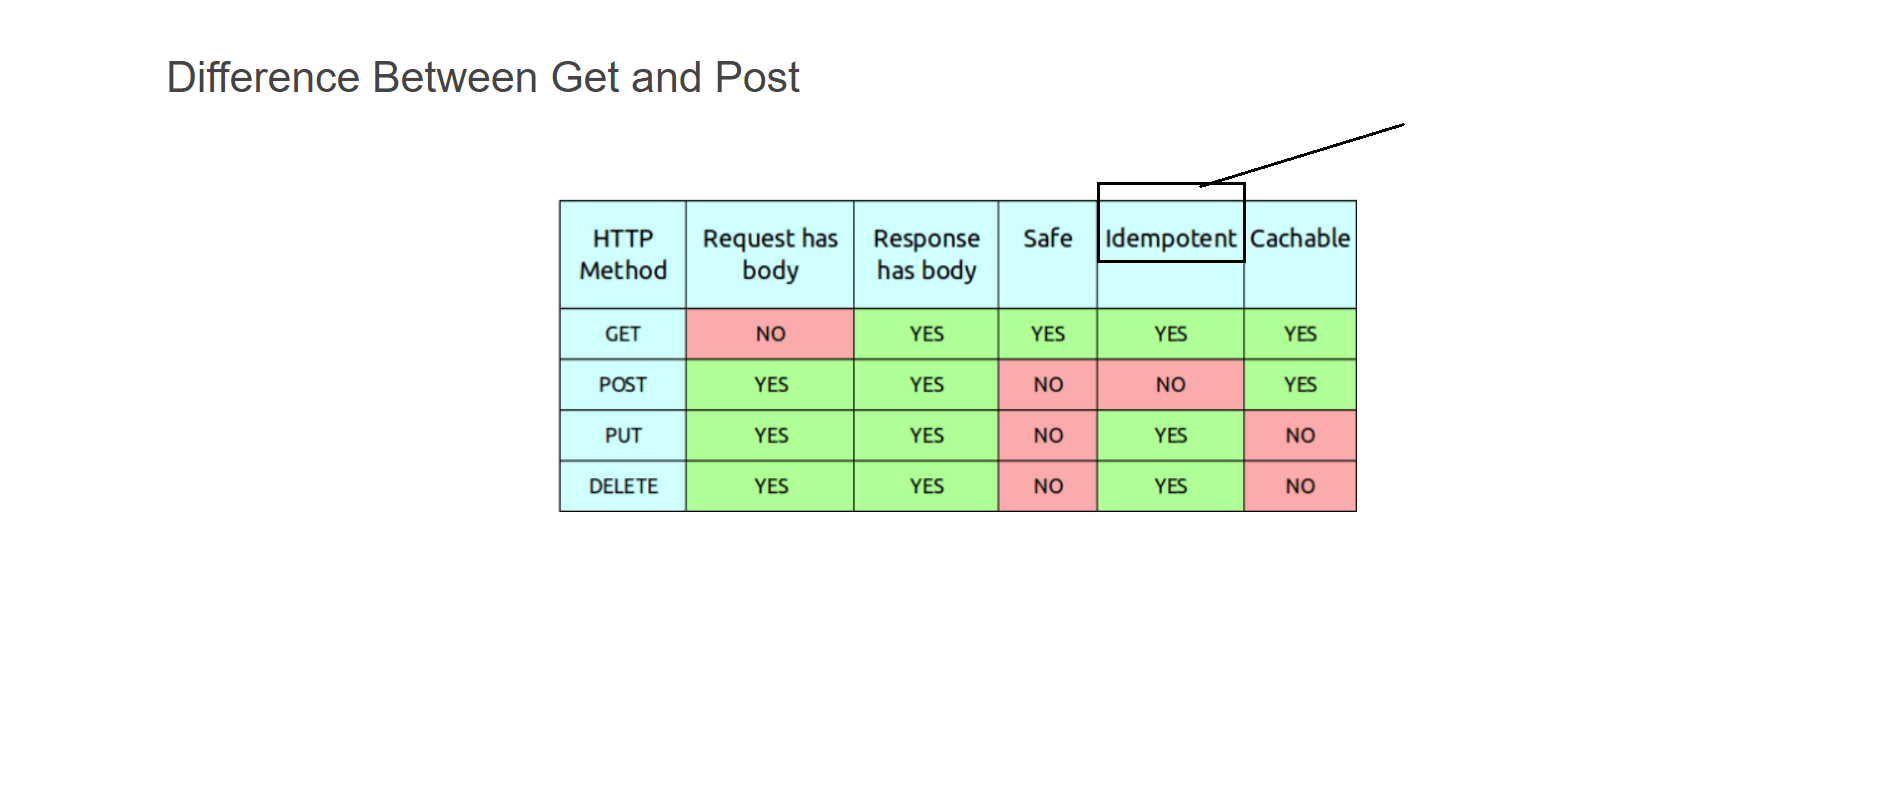 Difference Between Get and Post
HTTP Method Request has body Response has body Safe Idempotent Cachable
GET NO YES YES YES YES
POST YES YES NO NO YES
PUT YES YES NO YES NO
DELETE YES YES NO YES NO